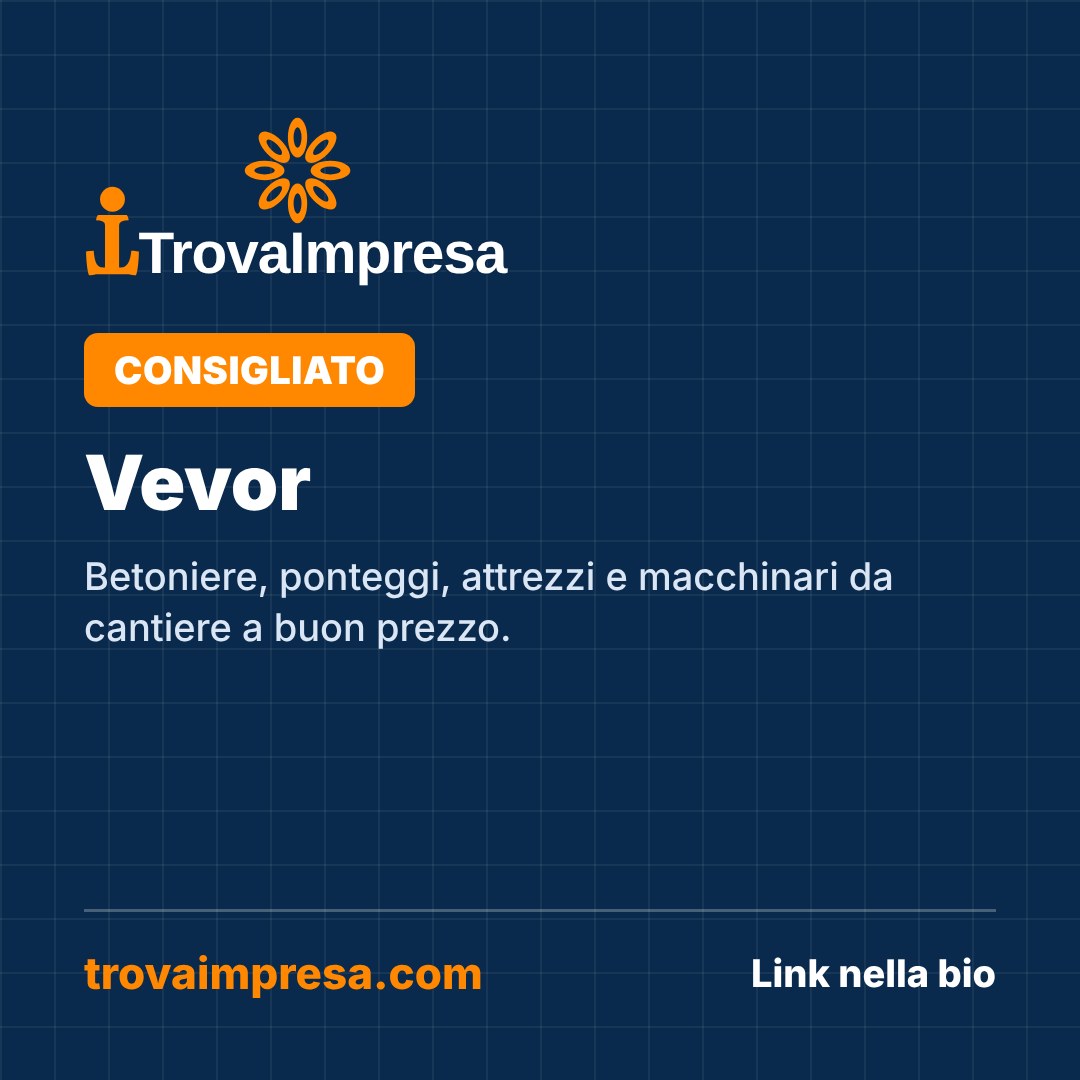 TrovaImpresa
CONSIGLIATO
Vevor
Betoniere, ponteggi, attrezzi e macchinari da
cantiere a buon prezzo.
trovaimpresa.com
Link nella bio